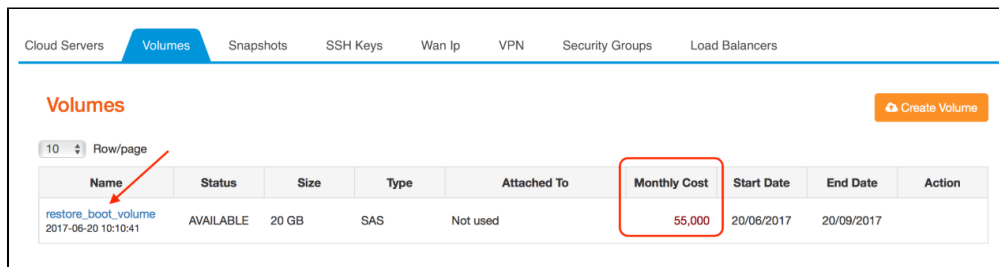 Cloud Servers Volumes Snapshots SSH Keys Wan Ip VPN Security Groups Load Balancers
Volumes
Create Volume
10 Row/page
Name Status Size Type Attached To Monthly Cost Start Date End Date Action
restore_boot_volume AVAILABLE 20 GB SAS Not used 55,000 20/06/2017 20/09/2017
2017-06-20 10:10:41